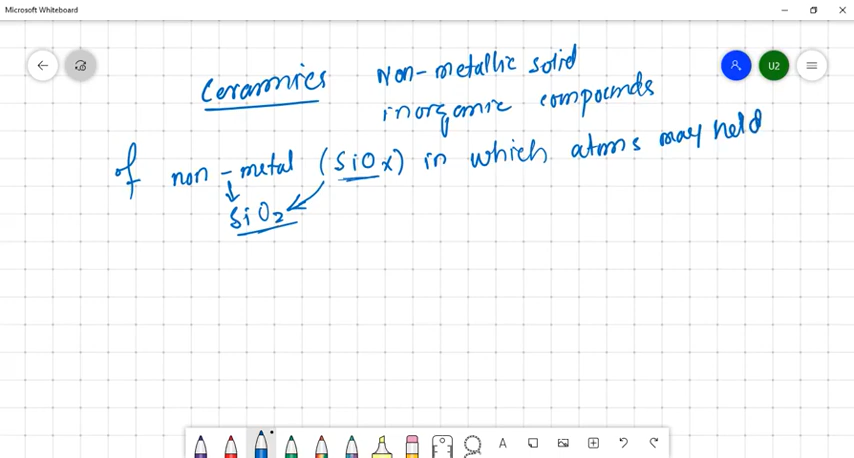 Microsoft Whiteboard
U2
Ceramics Non-metallic solid
inorganic compounds
of non-metal (SiOx) in which atoms may held
SiO₂
A